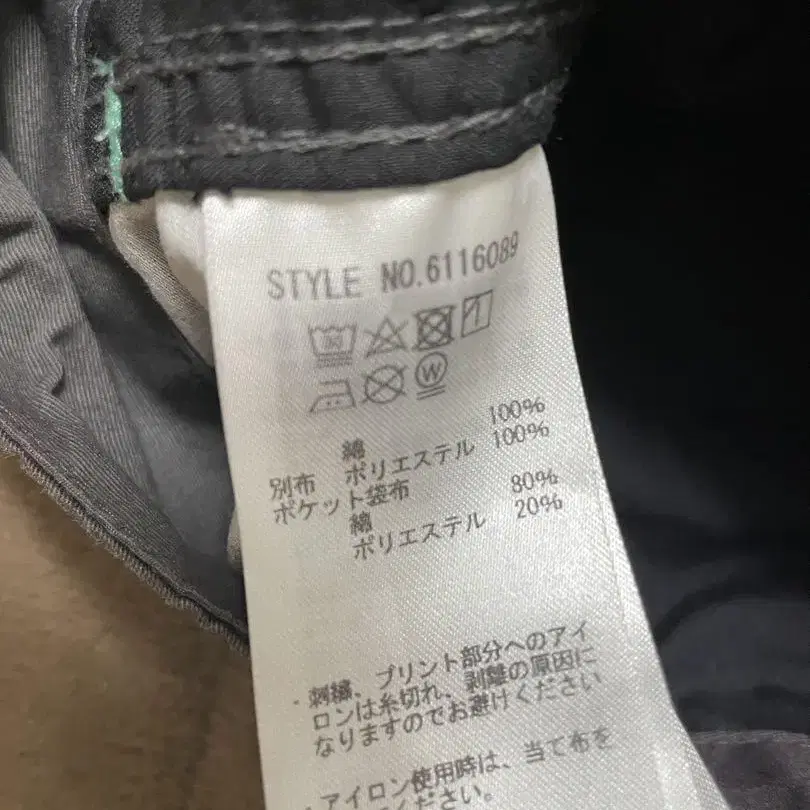 STYLE NO.6116089
W
綿 100%
別布 ポリエステル 100%
ポケット袋布
綿 80%
ポリエステル 20%
・刺繍、プリント部分へのアイ
ロンは糸切れ、剥離の原因に
なりますのでお避けください
・アイロン使用時は、当て布を
ください。